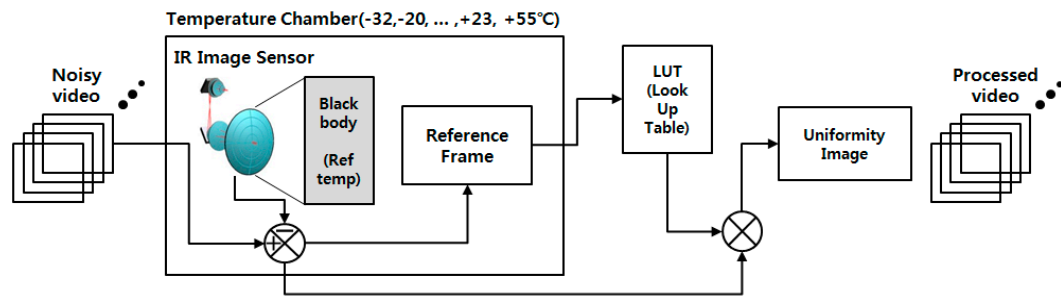 Temperature Chamber(-32,-20, ... ,+23, +55℃)
IR Image Sensor
Noisy
video
Black
body
(Ref
temp)
Reference
Frame
LUT
(Look
Up
Table)
Uniformity
Image
Processed
video
+
−